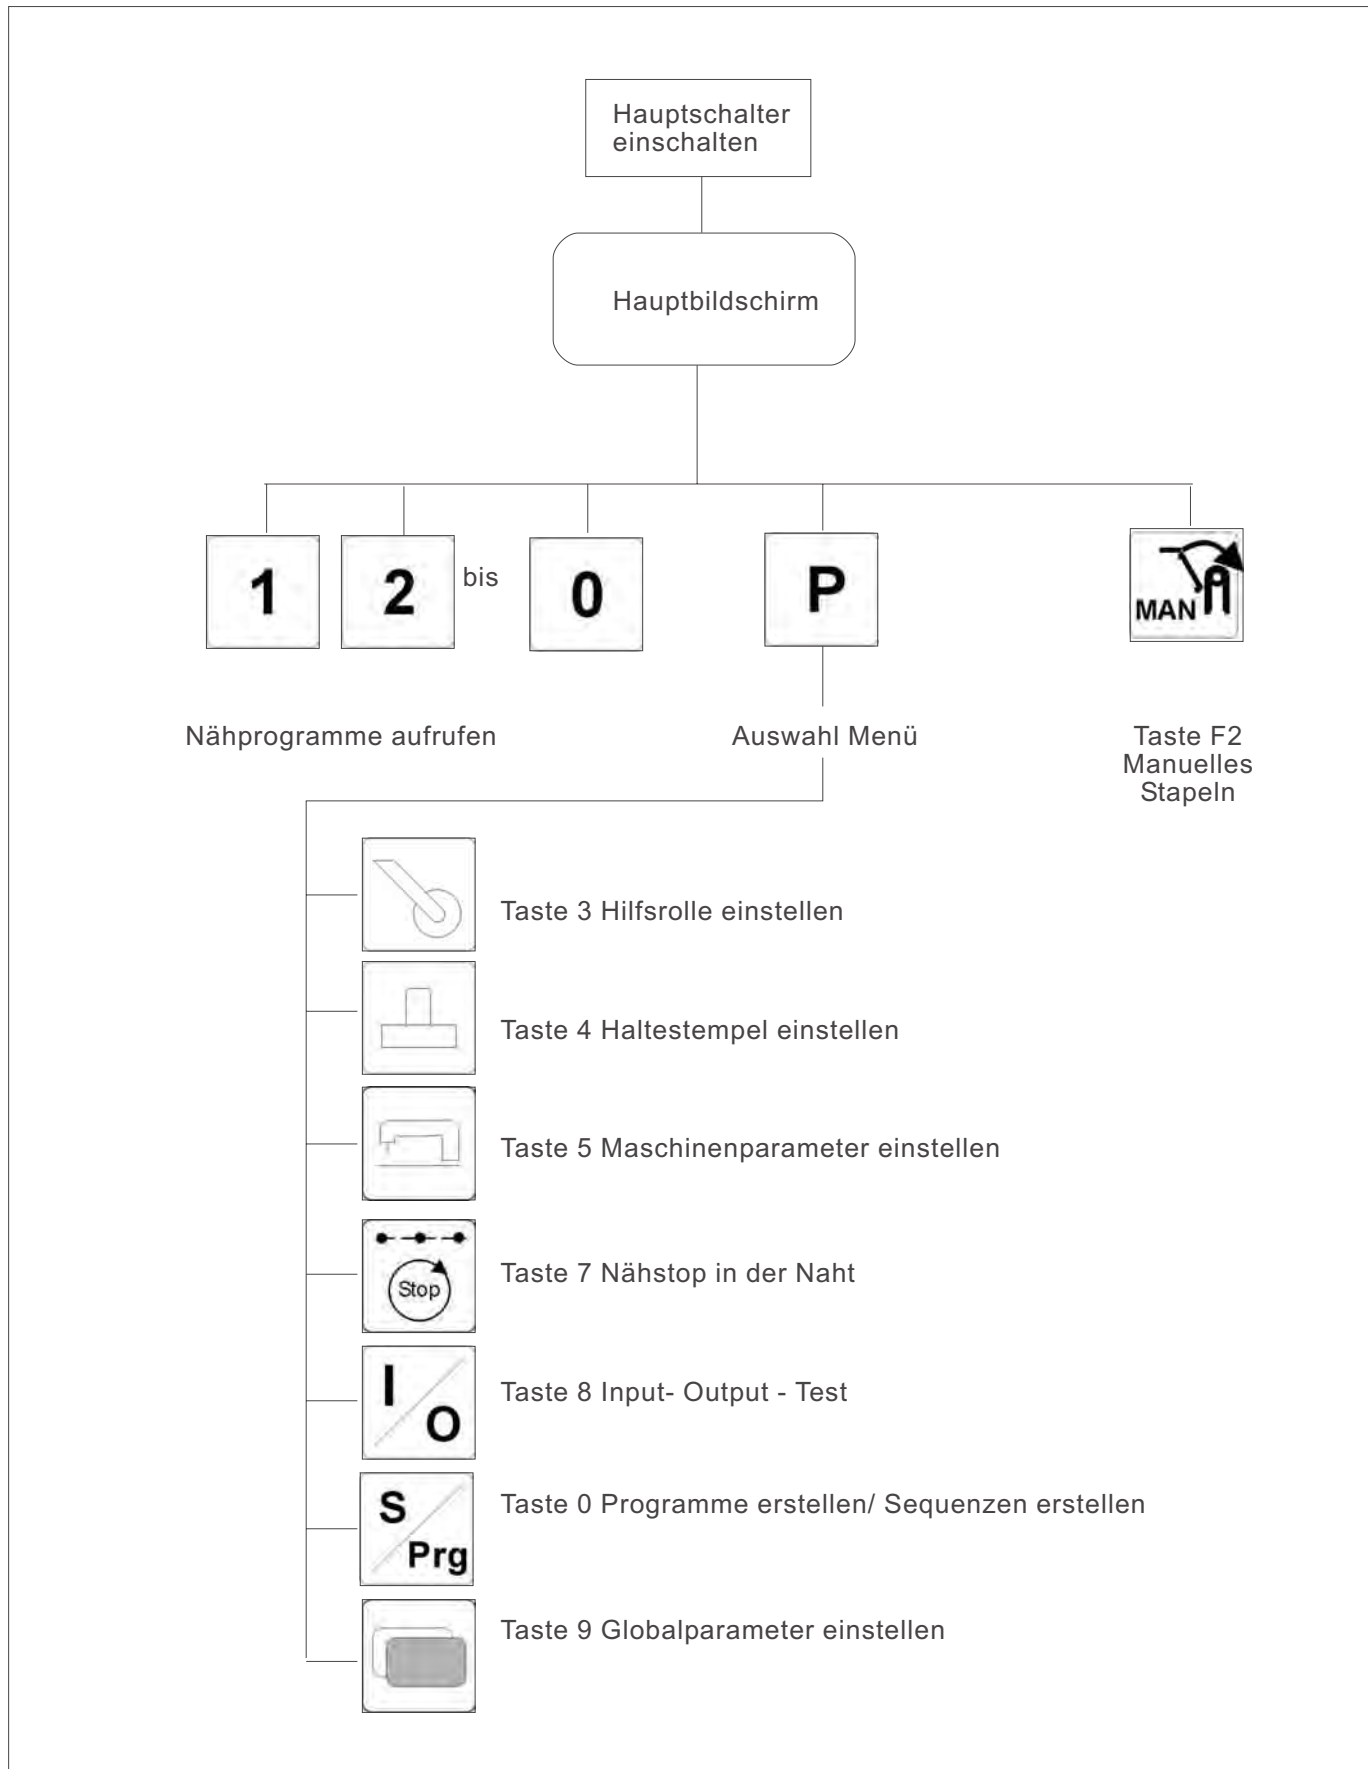 Hauptschalter
einschalten
Hauptbildschirm
1 2 bis 0 P MAN
Nähprogramme aufrufen
Auswahl Menü
Taste F2
Manuelles
Stapeln
Taste 3 Hilfsrolle einstellen
Taste 4 Haltestempel einstellen
Taste 5 Maschinenparameter einstellen
Stop
Taste 7 Nähstop in der Naht
I
O
Taste 8 Input- Output - Test
S
Prg
Taste 0 Programme erstellen/ Sequenzen erstellen
Taste 9 Globalparameter einstellen